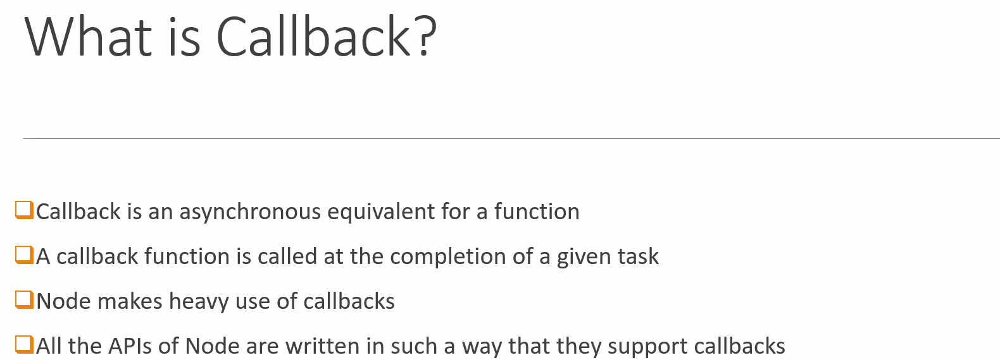 What is Callback?
Callback is an asynchronous equivalent for a function
A callback function is called at the completion of a given task
Node makes heavy use of callbacks
All the APIs of Node are written in such a way that they support callbacks